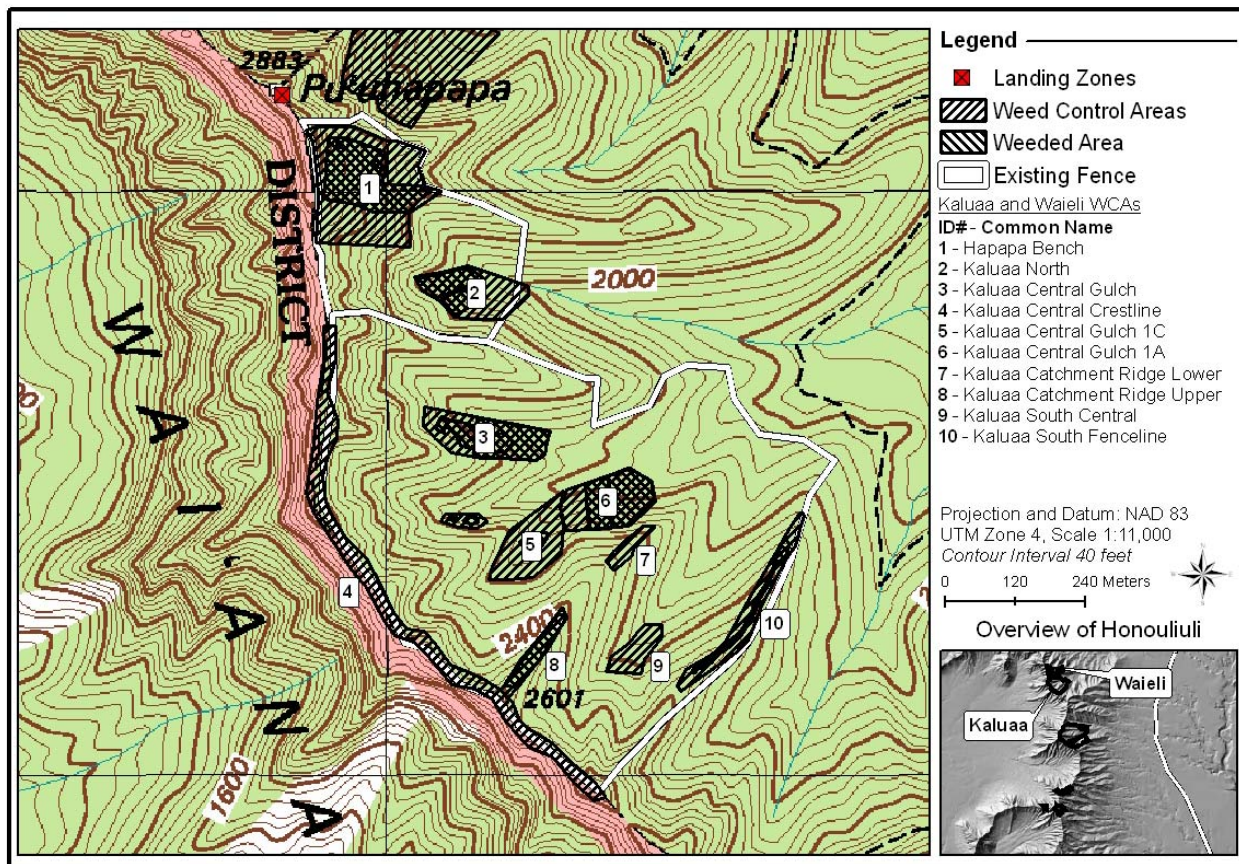 2883
Pu'uhapapa
DISTRICT
WAI'ANA
2000
2400
2601
1600
00
1
2
3
4
5
6
7
8
9
10
Legend
Landing Zones
Weed Control Areas
Weeded Area
Existing Fence
Kaluaa and Waieli WCAs
ID# - Common Name
1 - Hapapa Bench
2 - Kaluaa North
3 - Kaluaa Central Gulch
4 - Kaluaa Central Crestline
5 - Kaluaa Central Gulch 1C
6 - Kaluaa Central Gulch 1A
7 - Kaluaa Catchment Ridge Lower
8 - Kaluaa Catchment Ridge Upper
9 - Kaluaa South Central
10 - Kaluaa South Fenceline
Projection and Datum: NAD 83
UTM Zone 4, Scale 1:11,000
Contour Interval 40 feet
0 120 240 Meters
Overview of Honouliuli
Waieli
Kaluaa